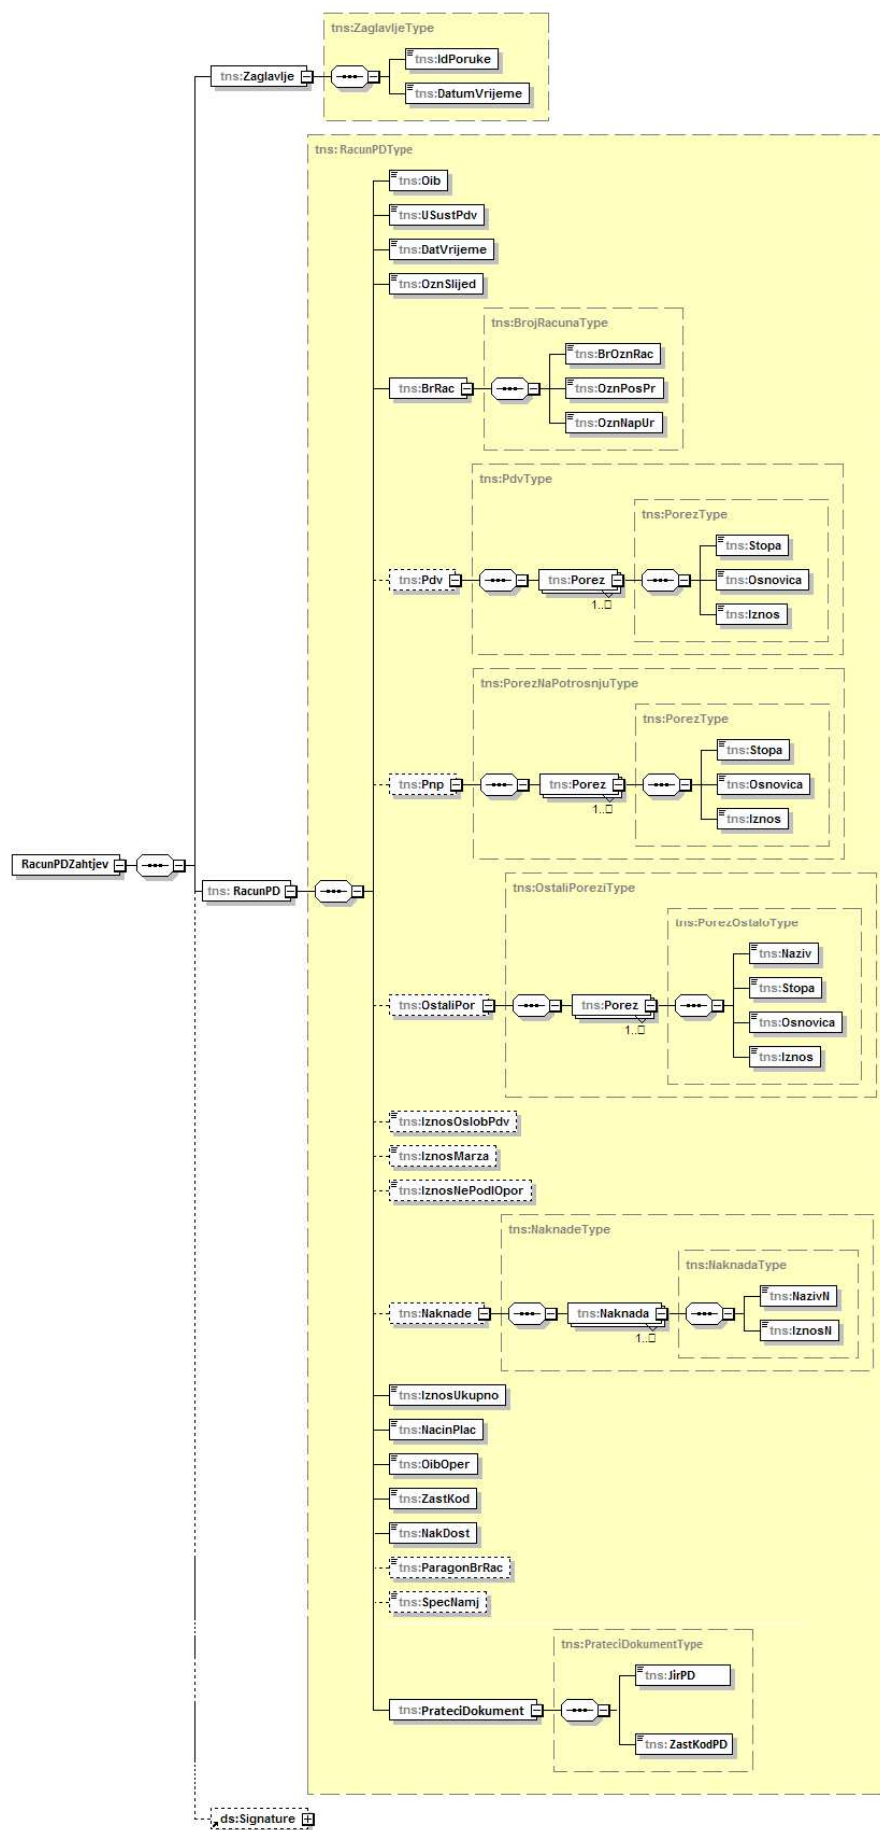 tns:ZaglavljeType
tns:Zaglavlje
tns:IdPoruke
tns:DatumVrijeme
tns: RacunPDType
tns:Oib
tns:USustPdv
tns:DatVrijeme
tns:OznSlijed
tns:BrojRacunaType
tns:BrRac
tns:BrOznRac
tns:OznPosPr
tns:OznNapUr
tns:PdvType
tns:PorezType
tns:Pdv
tns:Porez
1..□
tns:Stopa
tns:Osnovica
tns:Iznos
tns:PorezNaPotrosnjuType
tns:PorezType
tns:Pnp
tns:Porez
1..□
tns:Stopa
tns:Osnovica
tns:Iznos
RacunPDZahtjev
tns: RacunPD
tns:OstaliPoreziType
tns:PorezOstaloType
tns:OstaliPor
tns:Porez
1..□
tns:Naziv
tns:Stopa
tns:Osnovica
tns:Iznos
tns:IznosOslobPdv
tns:IznosMarza
tns:IznosNePodlOpor
tns:NaknadeType
tns:NaknadaType
tns:Naknade
tns:Naknada
1..□
tns:NazivN
tns:IznosN
tns:IznosUkupno
tns:NacinPlac
tns:OibOper
tns:ZastKod
tns:NakDost
tns:ParagonBrRac
tns:SpecNamj
tns:PrateciDokumentType
tns:PrateciDokument
tns:JirPD
tns: ZastKodPD
ds:Signature